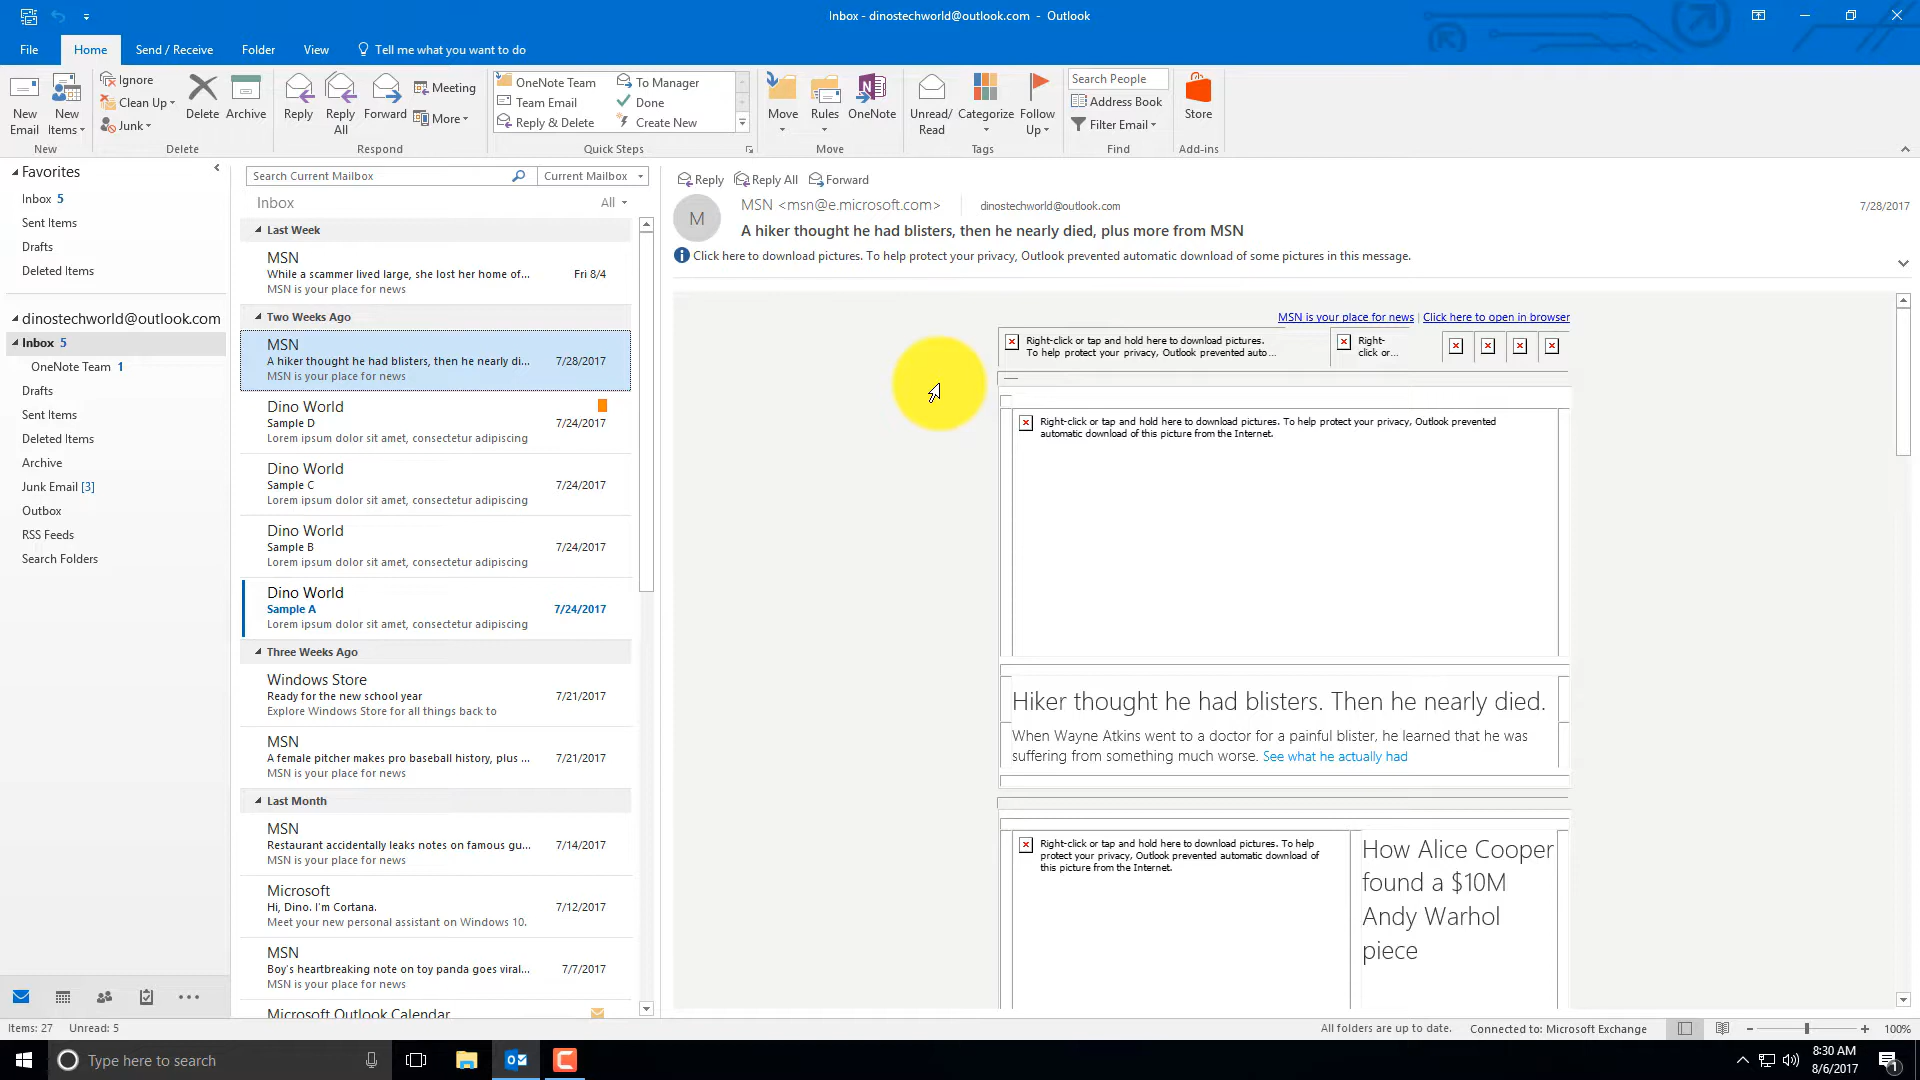 Inbox - dinostechworld@outlook.com - Outlook
File
Home
Send / Receive
Folder
View
Tell me what you want to do
New Email
New Items
New
Ignore
Clean Up
Junk
Delete
Archive
Delete
Reply
Reply All
Forward
Meeting
More
Respond
OneNote Team
Team Email
Reply & Delete
To Manager
Done
Create New
Quick Steps
Move
Rules
OneNote
Move
Unread/ Read
Categorize
Follow Up
Tags
Search People
Address Book
Filter Email
Find
Store
Add-ins
Favorites
Inbox 5
Sent Items
Drafts
Deleted Items
dinostechworld@outlook.com
Inbox 5
OneNote Team 1
Drafts
Sent Items
Deleted Items
Archive
Junk Email [3]
Outbox
RSS Feeds
Search Folders
Search Current Mailbox
Current Mailbox
Inbox
All
Last Week
MSN
While a scammer lived large, she lost her home of... Fri 8/4
MSN is your place for news
Two Weeks Ago
MSN
A hiker thought he had blisters, then he nearly di... 7/28/2017
MSN is your place for news
Dino World
Sample D 7/24/2017
Lorem ipsum dolor sit amet, consectetur adipiscing
Dino World
Sample C 7/24/2017
Lorem ipsum dolor sit amet, consectetur adipiscing
Dino World
Sample B 7/24/2017
Lorem ipsum dolor sit amet, consectetur adipiscing
Dino World
Sample A 7/24/2017
Lorem ipsum dolor sit amet, consectetur adipiscing
Three Weeks Ago
Windows Store
Ready for the new school year 7/21/2017
Explore Windows Store for all things back to
MSN
A female pitcher makes pro baseball history, plus ... 7/21/2017
MSN is your place for news
Last Month
MSN
Restaurant accidentally leaks notes on famous gu... 7/14/2017
MSN is your place for news
Microsoft
Hi, Dino. I'm Cortana. 7/12/2017
Meet your new personal assistant on Windows 10.
MSN
Boy's heartbreaking note on toy panda goes viral... 7/7/2017
MSN is your place for news
Microsoft Outlook Calendar
Reply
Reply All
Forward
M
MSN <msn@e.microsoft.com>
dinostechworld@outlook.com
7/28/2017
A hiker thought he had blisters, then he nearly died, plus more from MSN
Click here to download pictures. To help protect your privacy, Outlook prevented automatic download of some pictures in this message.
MSN is your place for news | Click here to open in browser
Right-click or tap and hold here to download pictures.
To help protect your privacy, Outlook prevented auto ...
Right-
click or...
Right-click or tap and hold here to download pictures. To help protect your privacy, Outlook prevented
automatic download of this picture from the Internet.
Hiker thought he had blisters. Then he nearly died.
When Wayne Atkins went to a doctor for a painful blister, he learned that he was
suffering from something much worse. See what he actually had
Right-click or tap and hold here to download pictures. To help
protect your privacy, Outlook prevented automatic download of
this picture from the Internet.
How Alice Cooper
found a $10M
Andy Warhol
piece
Items: 27 Unread: 5
All folders are up to date. Connected to: Microsoft Exchange
100%
Type here to search
8:30 AM
8/6/2017
1